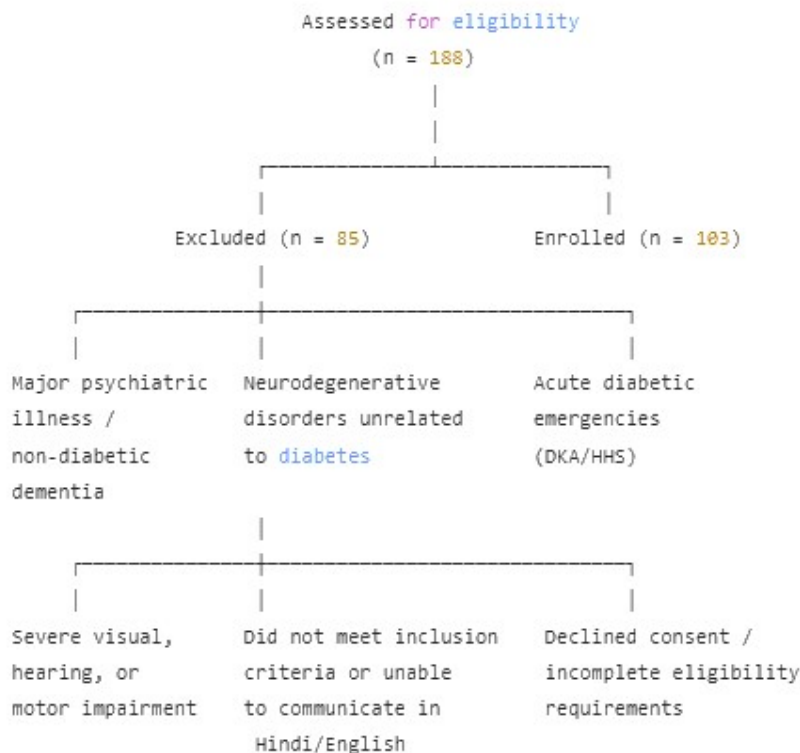 Assessed for eligibility
(n = 188)
Excluded (n = 85)
Enrolled (n = 103)
Major psychiatric
illness /
non-diabetic
dementia
Neurodegenerative
disorders unrelated
to diabetes
Acute diabetic
emergencies
(DKA/HHS)
Severe visual,
hearing, or
motor impairment
Did not meet inclusion
criteria or unable
to communicate in
Hindi/English
Declined consent /
incomplete eligibility
requirements